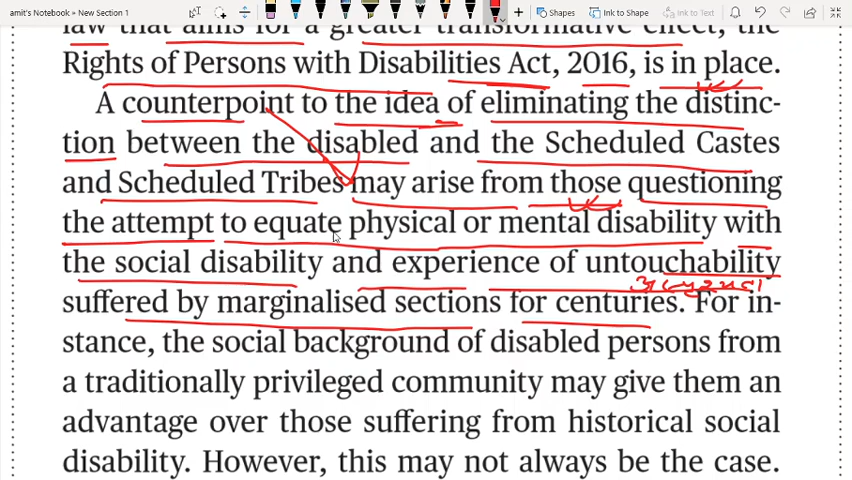 amit's Notebook » New Section 1
Shapes
Ink to Shape
Ink to Text
law that aims for a greater transformative effect, the
Rights of Persons with Disabilities Act, 2016, is in place.
A counterpoint to the idea of eliminating the distinc-
tion between the disabled and the Scheduled Castes
and Scheduled Tribes may arise from those questioning
the attempt to equate physical or mental disability with
the social disability and experience of untouchability
suffered by marginalised sections for centuries. For in-
stance, the social background of disabled persons from
a traditionally privileged community may give them an
advantage over those suffering from historical social
disability. However, this may not always be the case.